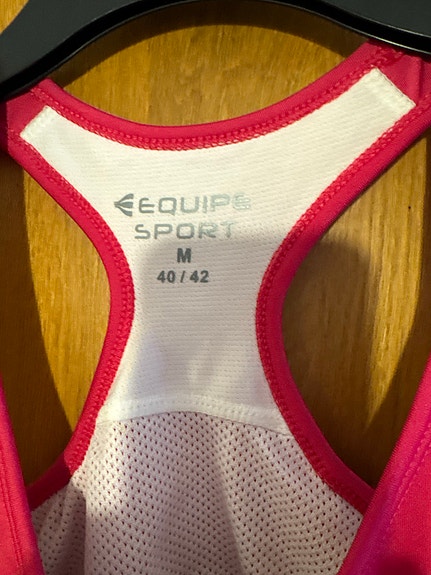 EQUIPE
SPORT
M
40 / 42